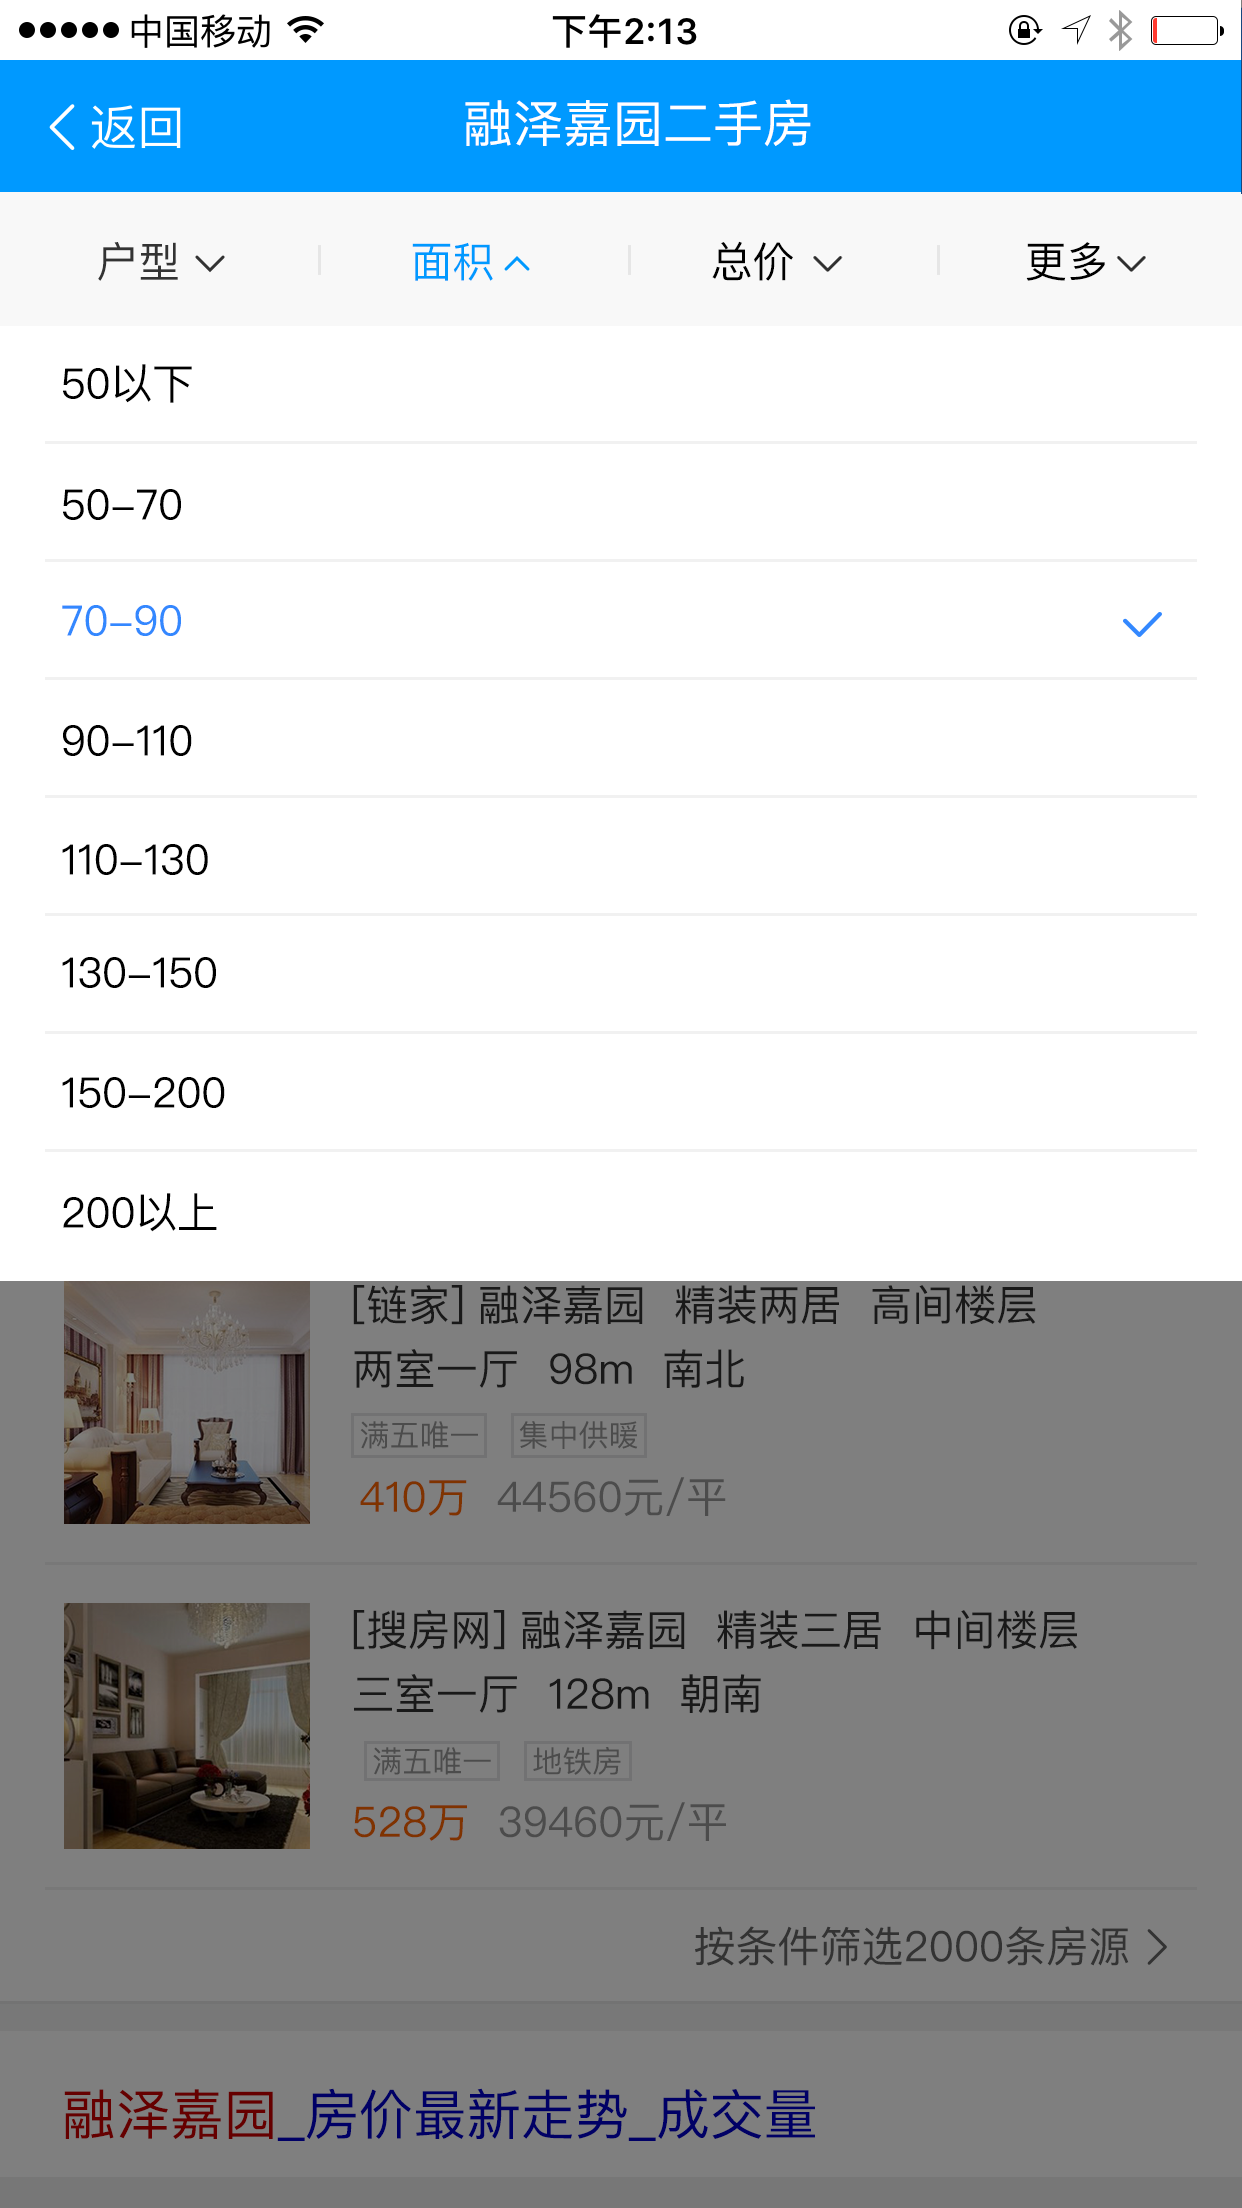 中国移动 下午2:13
返回 融泽嘉园二手房
户型 面积 总价 更多
50以下
50-70
70-90
90-110
110-130
130-150
150-200
200以上
[链家] 融泽嘉园 精装两居 高间楼层
两室一厅 98m 南北
满五唯一 集中供暖
410万 44560元/平
[搜房网] 融泽嘉园 精装三居 中间楼层
三室一厅 128m 朝南
满五唯一 地铁房
528万 39460元/平
按条件筛选2000条房源
融泽嘉园_房价最新走势_成交量